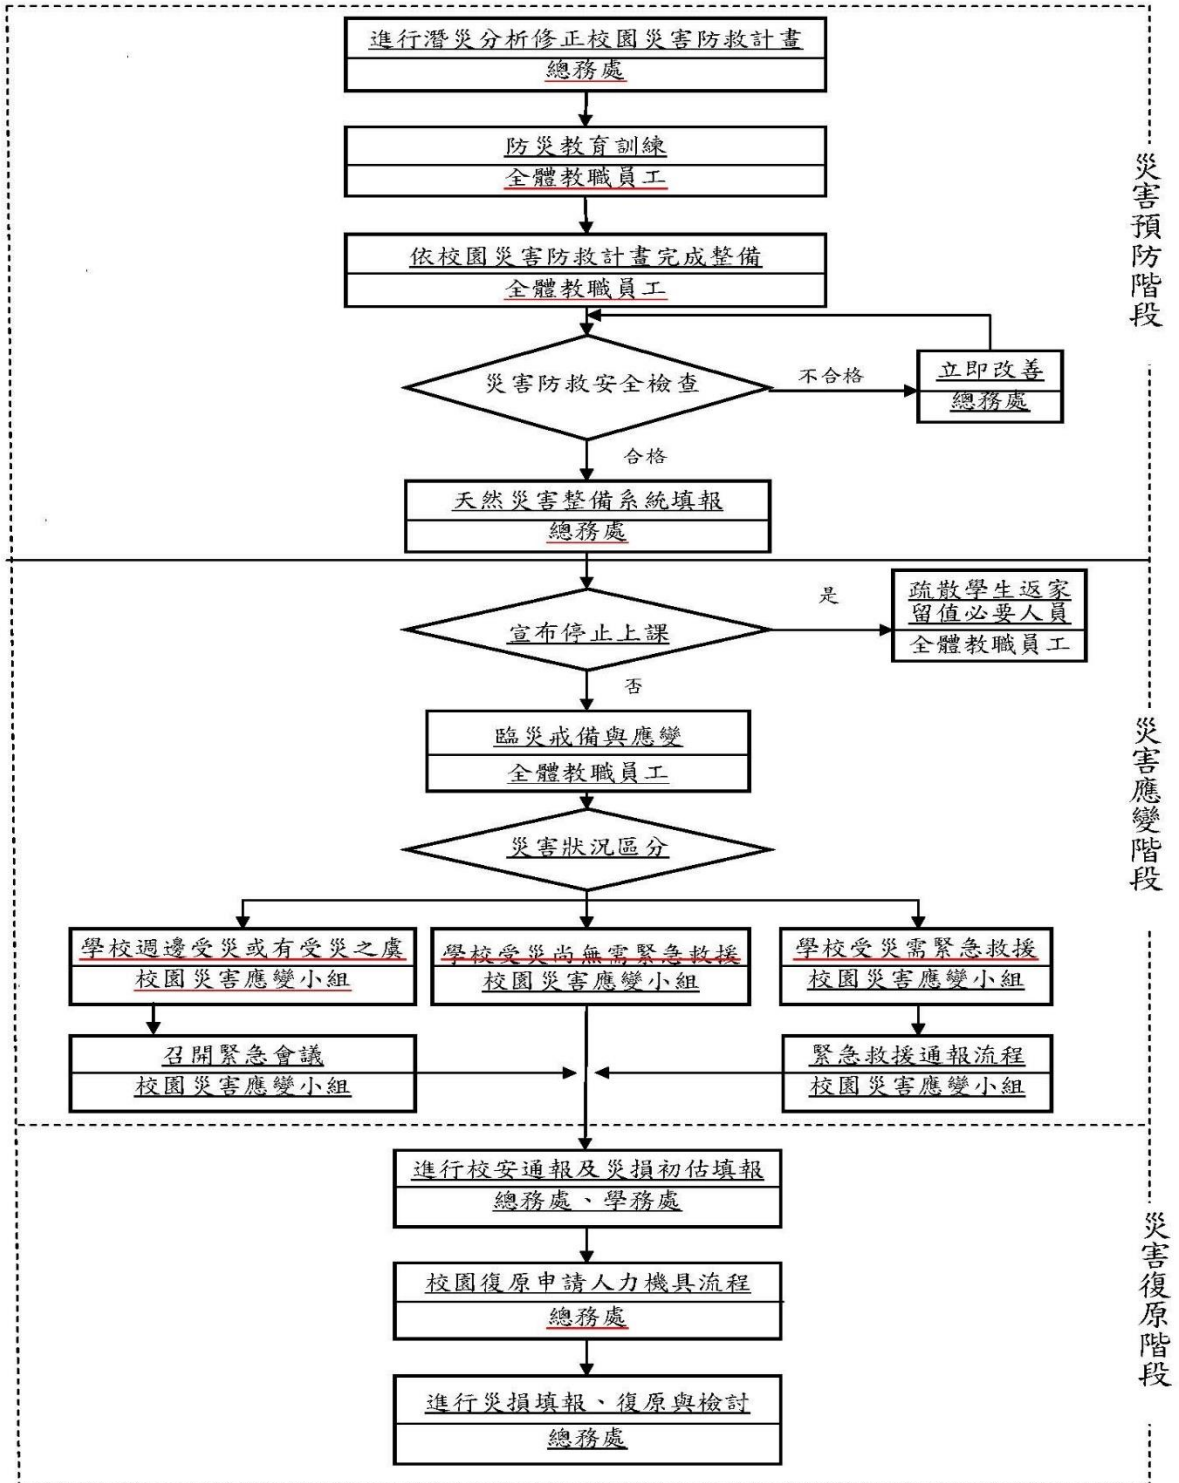 進行潛災分析修正校園災害防救計畫
總務處
防災教育訓練
全體教職員工
依校園災害防救計畫完成整備
全體教職員工
災害預防階段
災害防救安全檢查
不合格
立即改善
總務處
合格
天然災害整備系統填報
總務處
宣布停止上課
是
疏散學生返家
留值必要人員
全體教職員工
否
臨災戒備與應變
全體教職員工
災害應變階段
災害狀況區分
學校週邊受災或有受災之虞
校園災害應變小組
學校受災尚無需緊急救援
校園災害應變小組
學校受災需緊急救援
校園災害應變小組
召開緊急會議
校園災害應變小組
緊急救援通報流程
校園災害應變小組
進行校安通報及災損初估填報
總務處、學務處
校園復原申請人力機具流程
總務處
災害復原階段
進行災損填報、復原與檢討
總務處